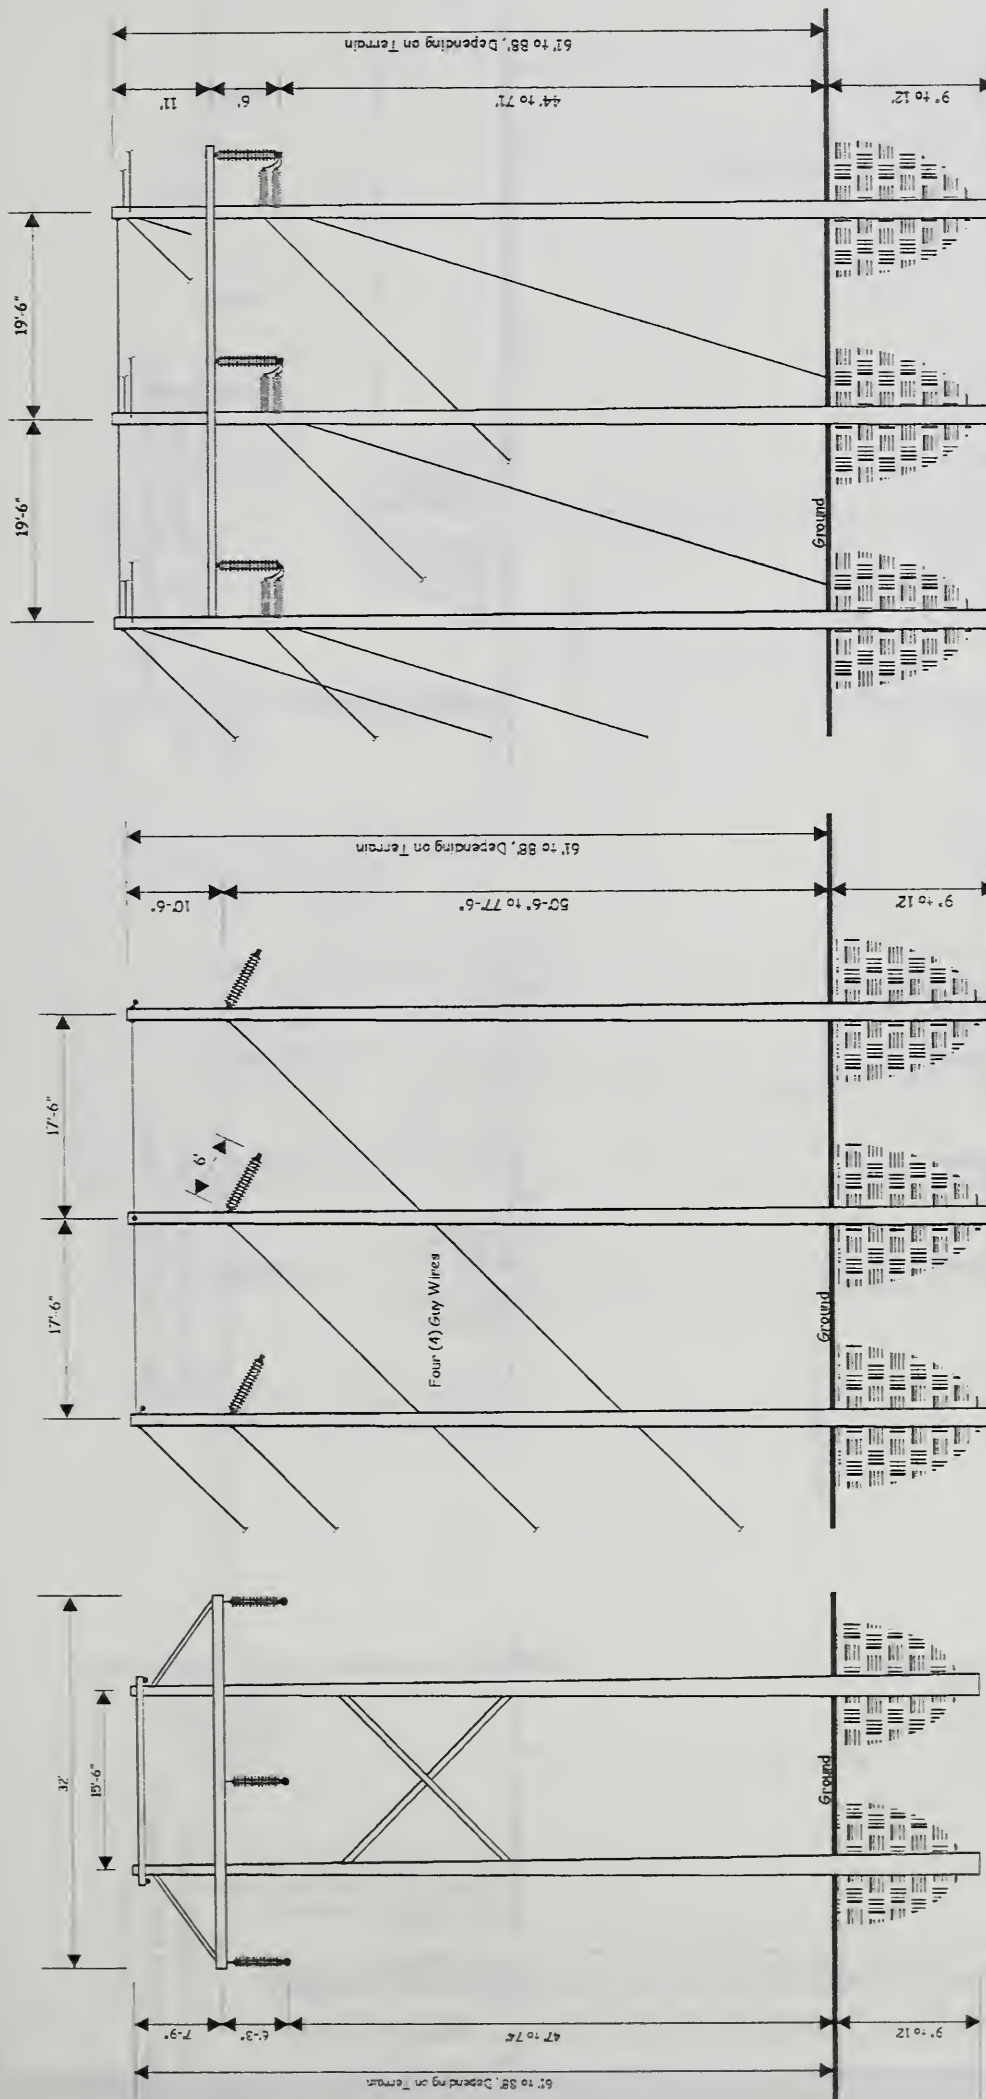 19'-6"
19'-6"
11'
6'
44' to 71'
61' to 88', Depending on Terrain
9" to 12'
Ground
17'-6"
17'-6"
6'
10'-6"
50'-6" to 77'-6"
61' to 88', Depending on Terrain
9" to 12'
Four (4) Guy Wires
Ground
32'
15'-6"
7'-9"
6'-3"
47' to 74'
61' to 88', Depending on Terrain
9" to 12'
Ground